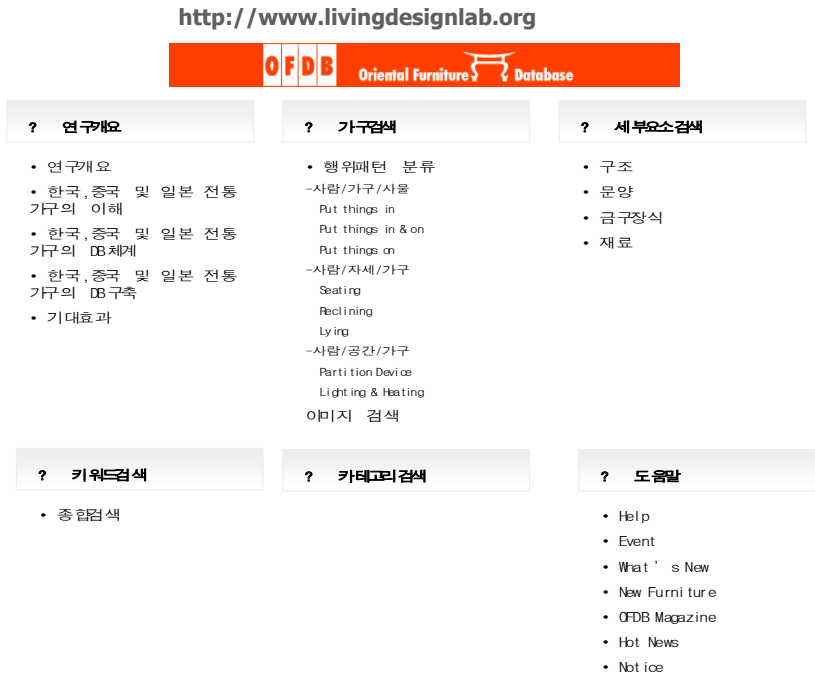 http://www.livingdesignlab.org
OFDB Oriental Furniture Database
? 연구개요
• 연구개요
• 한국,중국 및 일본 전통
가구의 이해
• 한국,중국 및 일본 전통
가구의 DB체계
• 한국,중국 및 일본 전통
가구의 DB구축
• 기대효과
? 가구검색
• 행위패턴 분류
-사람/가구/사물
Put things in
Put things in & on
Put things on
-사람/자세/가구
Seating
Reclining
Lying
-사람/공간/가구
Partition Device
Lighting & Heating
이미지 검색
? 세부요소검색
• 구조
• 문양
• 금구장식
• 재료
? 키워드검색
• 종합검색
? 카테고리검색
? 도움말
• Help
• Event
• What’s New
• New Furniture
• OFDB Magazine
• Hot News
• Notice